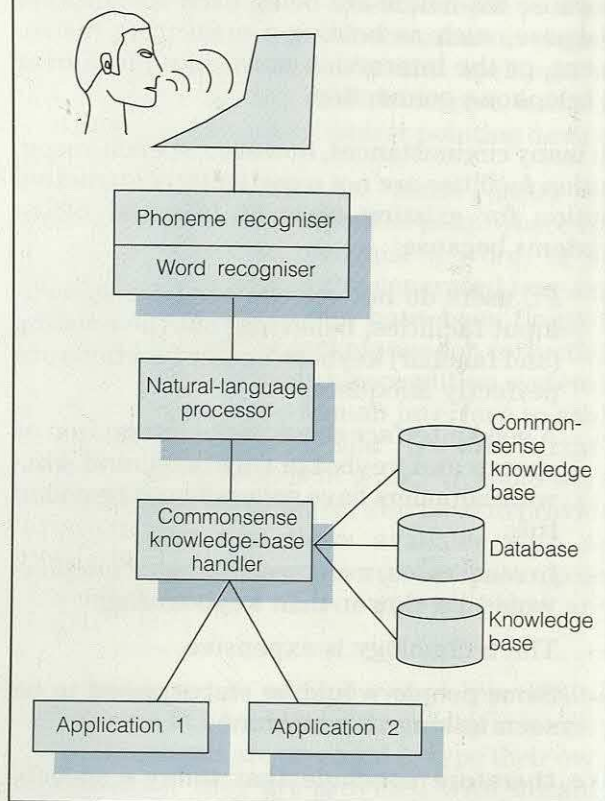 Phoneme recogniser
Word recogniser
Natural-language
processor
Commonsense
knowledge-base
handler
Common-
sense
knowledge
base
Database
Knowledge
base
Application 1
Application 2